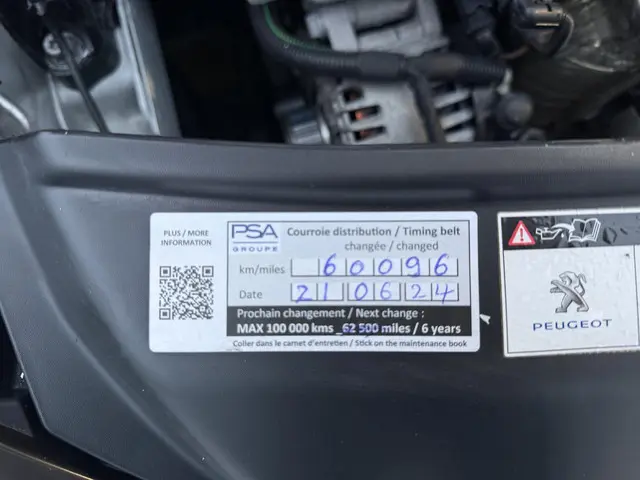 PLUS / MORE
INFORMATION
PSA
GROUPE
Courroie distribution / Timing belt
changée / changed
km/miles 60096
Date 210624
Prochain changement / Next change :
MAX 100 000 kms 62 500 miles / 6 years
Coller dans le carnet d'entretien / Stick on the maintenance book
PEUGEOT